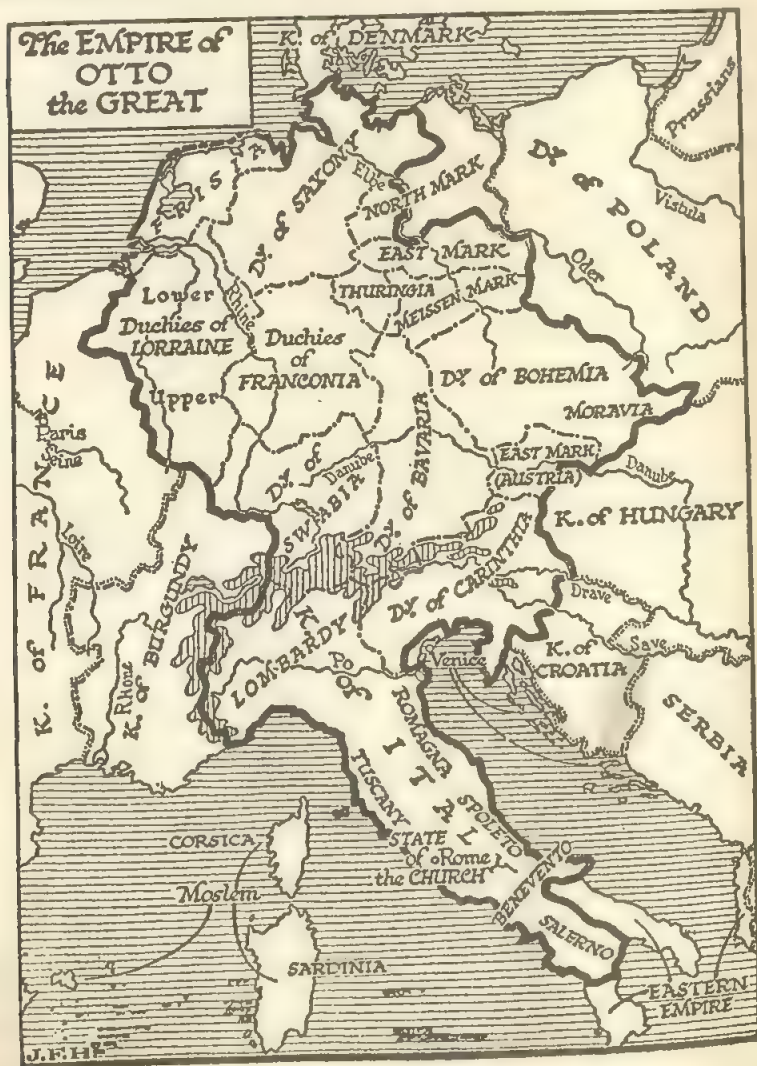 The EMPIRE of
OTTO
the GREAT
K. of DENMARK
Prussians
FRISIA
Dy. of SAXONY
Elbe
NORTH MARK
Dy. of POLAND
Vistula
EAST MARK
Oder
Lower
Duchies of
LORRAINE
Upper
Rhine
THURINGIA
MEISSEN MARK
Duchies
of
FRANCONIA
Dy. of BOHEMIA
MORAVIA
K. of FRANCE
Paris
Seine
Loire
Dy. of
SWABIA
Danube
Dy. of BAVARIA
EAST MARK
(AUSTRIA)
Danube
K. of HUNGARY
K. of BURGUNDY
Rhône
Dy. of CARINTHIA
Drave
Save
K. of
CROATIA
SERBIA
LOMBARDY
Po
Venice
K. of ITALY
ROMAGNA
TUSCANY
SPOLETO
STATE
of Rome
the CHURCH
BENEVENTO
SALERNO
CORSICA
Moslem
SARDINIA
EASTERN
EMPIRE